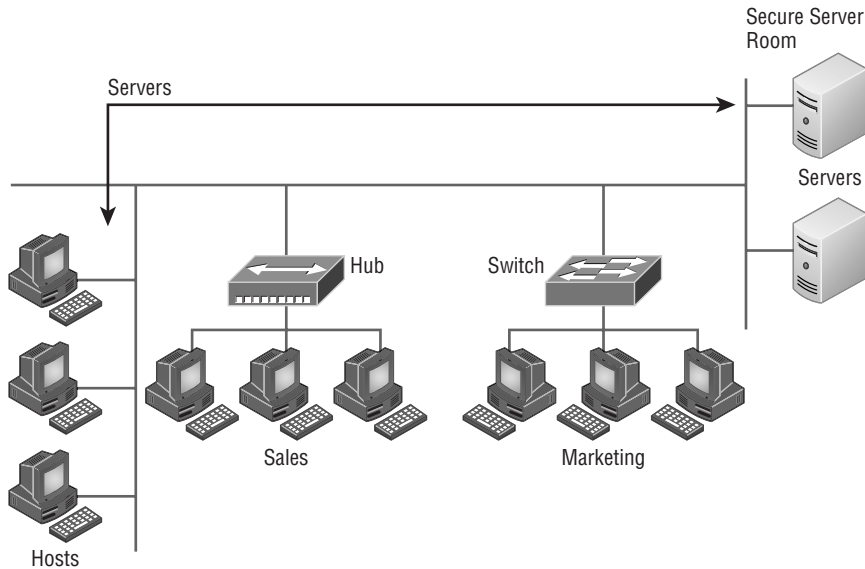 Secure Server
Room
Servers
Servers
Hub
Switch
Sales
Marketing
Hosts